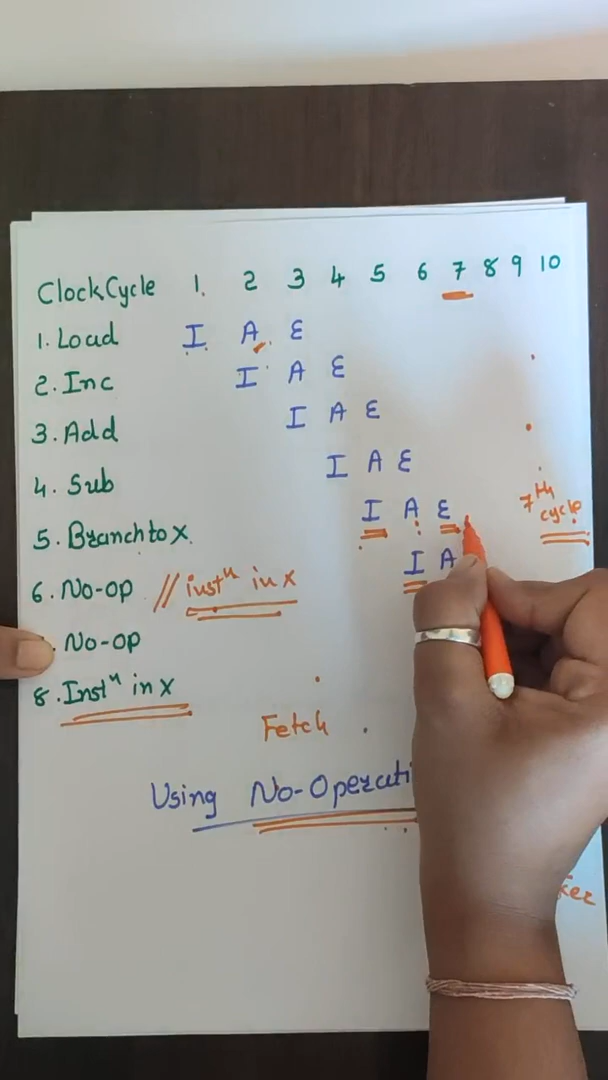 Clock Cycle 1. 2 3 4 5 6 7 8 9 10
1. Load I A E
2. Inc I A E
3. Add I A E
4. Sub I A E
5. Branch to X I A E
7th cycle
6. No-op // instn in X I A
No-op
8. Instn in X
Fetch
Using No-Operati